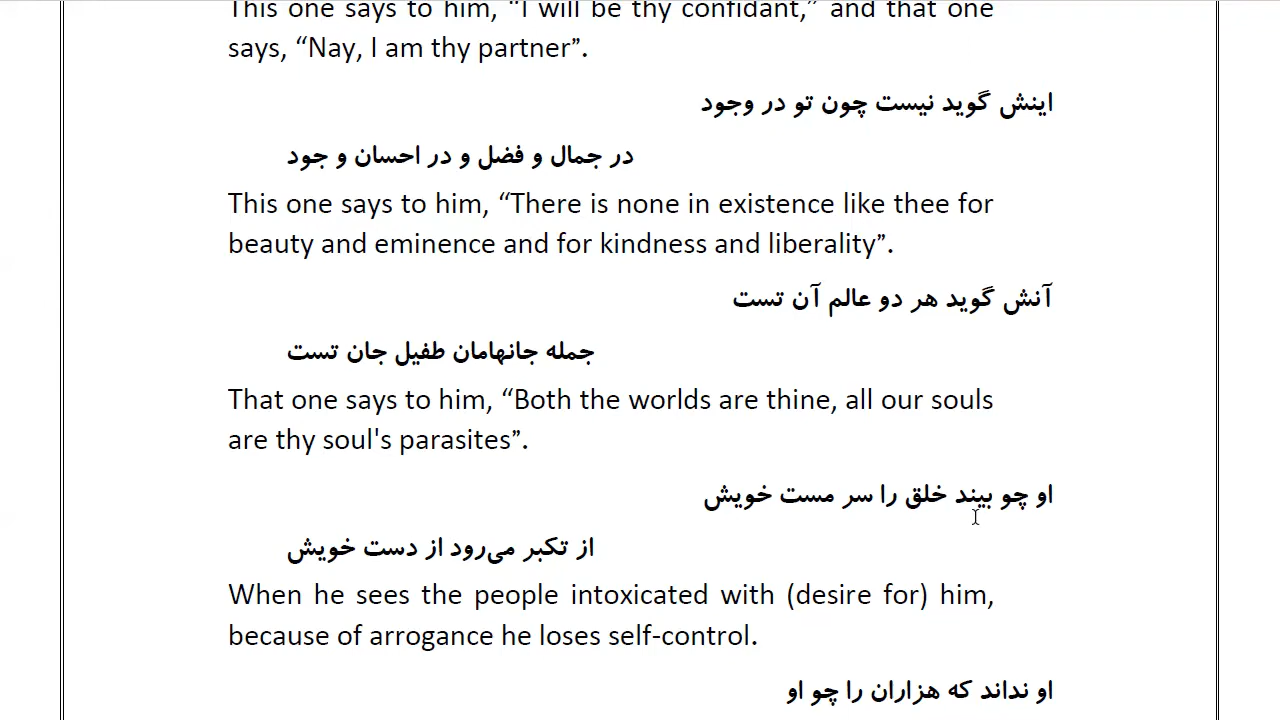 This one says to him, “I will be thy confidant,” and that one
says, “Nay, I am thy partner”.
اینش گوید نیست چون تو در وجود
در جمال و فضل و در احسان و جود
This one says to him, “There is none in existence like thee for
beauty and eminence and for kindness and liberality”.
آنش گوید هر دو عالم آن تست
جمله جانهامان طفیل جان تست
That one says to him, “Both the worlds are thine, all our souls
are thy soul's parasites”.
او چو بیند خلق را سر مست خویش
از تکبر می‌رود از دست خویش
When he sees the people intoxicated with (desire for) him,
because of arrogance he loses self-control.
او نداند که هزاران را چو او